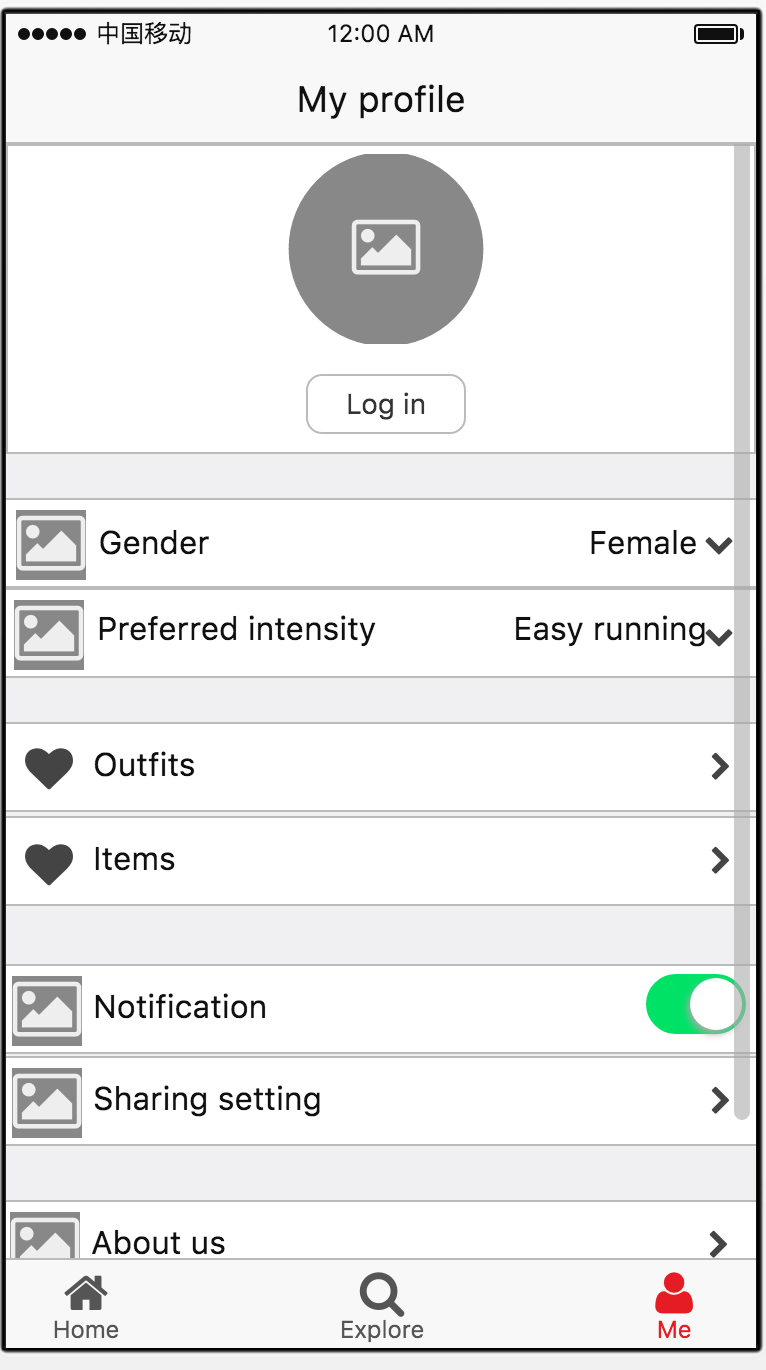 中国移动 12:00 AM
My profile
Log in
Gender Female
Preferred intensity Easy running
Outfits
Items
Notification
Sharing setting
About us
Home Explore Me